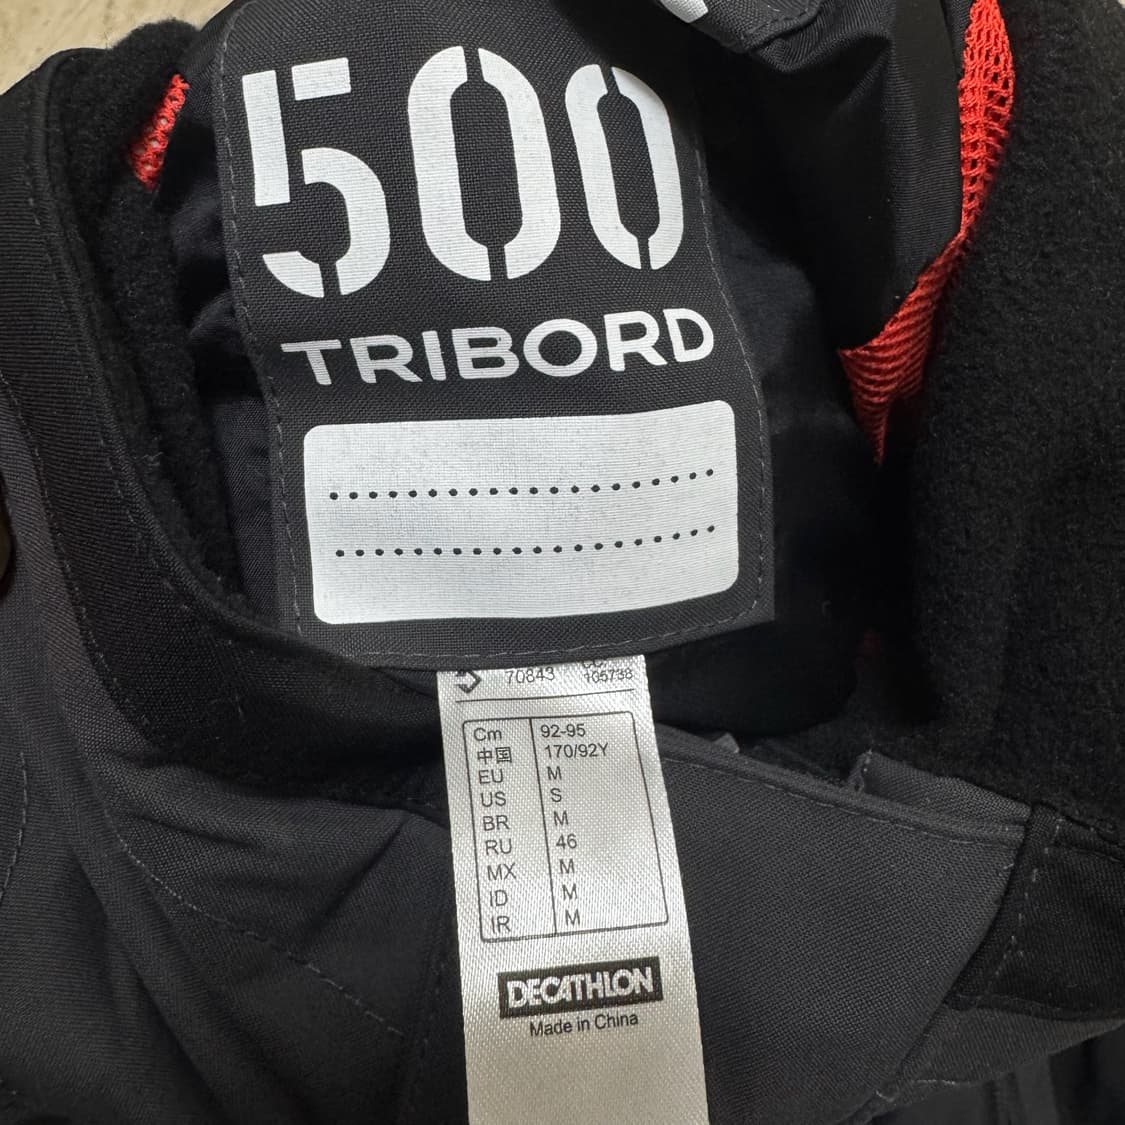 500
TRIBORD
70843 105738
Cm 92-95
中国 170/92Y
EU M
US S
BR M
RU 46
MX M
ID M
IR M
DECATHLON
Made in China